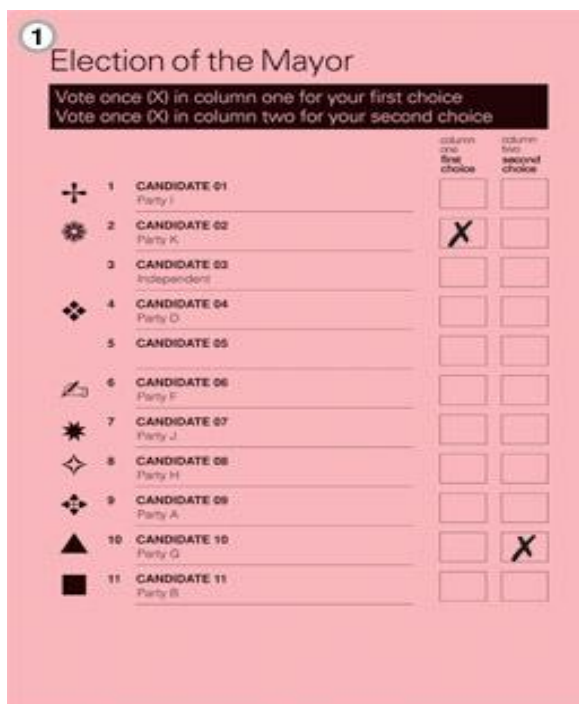 1
Election of the Mayor
Vote once (X) in column one for your first choice
Vote once (X) in column two for your second choice
column one first choice
column two second choice
1 CANDIDATE 01
Party I
2 CANDIDATE 02
Party K
X
3 CANDIDATE 03
Independent
4 CANDIDATE 04
Party D
5 CANDIDATE 05
6 CANDIDATE 06
Party F
7 CANDIDATE 07
Party J
8 CANDIDATE 08
Party H
9 CANDIDATE 09
Party A
10 CANDIDATE 10
Party G
X
11 CANDIDATE 11
Party B